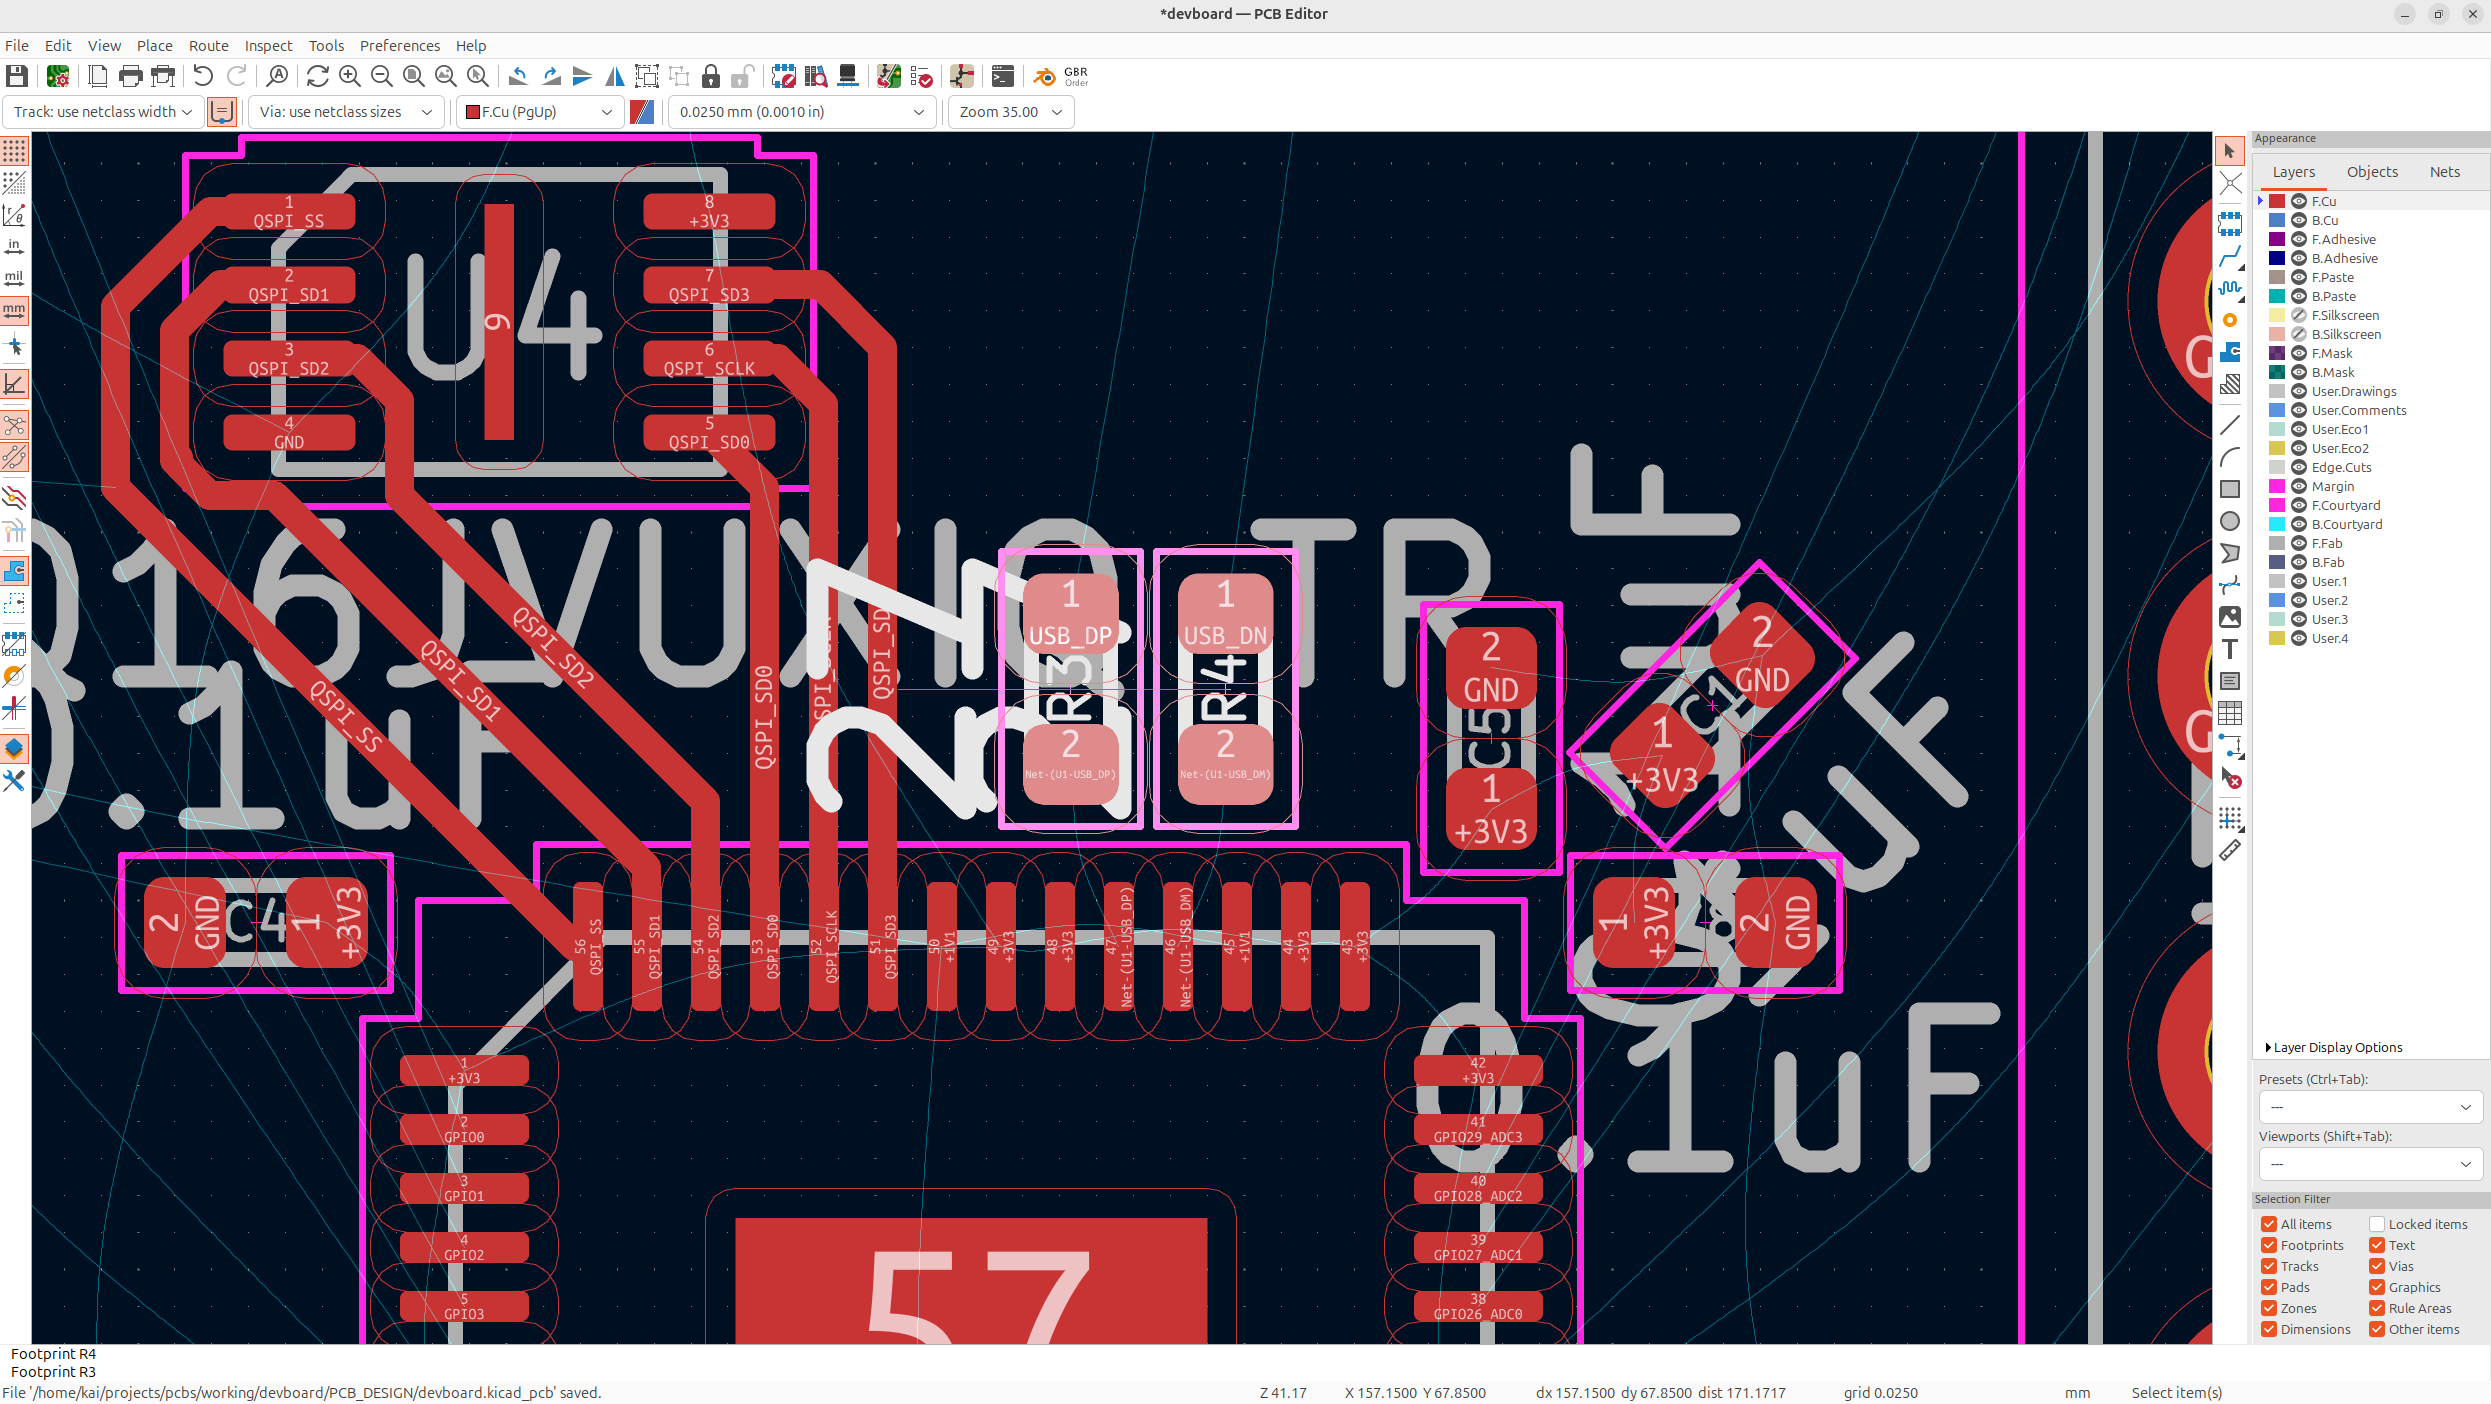 *devboard — PCB Editor
File Edit View Place Route Inspect Tools Preferences Help
GBR
Order
Track: use netclass width
Via: use netclass sizes
F.Cu (PgUp)
0.0250 mm (0.0010 in)
Zoom 35.00
in
mil
mm
1
QSPI_SS
2
QSPI_SD1
3
QSPI_SD2
4
GND
U4
9
8
+3V3
7
QSPI_SD3
6
QSPI_SCLK
5
QSPI_SD0
16JVUXIQ TR
0.1uF
QSPI_SS
QSPI_SD1
QSPI_SD2
QSPI_SD0
QSPI_SD
1
USB_DP
R3
2
Net-(U1-USB_DP)
1
USB_DN
R4
2
Net-(U1-USB_DM)
2
GND
C5
1
+3V3
2
GND
C7
1
+3V3
uF
2
GND
C4
1
+3V3
1
+3V3
2
GND
56
QSPI_SS
55
QSPI_SD1
54
QSPI_SD2
53
QSPI_SD0
52
QSPI_SCLK
51
QSPI_SD3
50
+1V1
49
+3V3
48
+3V3
47
Net-(U1-USB_DP)
46
Net-(U1-USB_DM)
45
+1V1
44
+3V3
43
+3V3
0.1uF
1
+3V3
2
GPIO0
3
GPIO1
4
GPIO2
5
GPIO3
57
42
+3V3
41
GPIO29_ADC3
40
GPIO28_ADC2
39
GPIO27_ADC1
38
GPIO26_ADC0
G
G
Appearance
Layers Objects Nets
F.Cu
B.Cu
F.Adhesive
B.Adhesive
F.Paste
B.Paste
F.Silkscreen
B.Silkscreen
F.Mask
B.Mask
User.Drawings
User.Comments
User.Eco1
User.Eco2
Edge.Cuts
Margin
F.Courtyard
B.Courtyard
F.Fab
B.Fab
User.1
User.2
User.3
User.4
Layer Display Options
Presets (Ctrl+Tab):
---
Viewports (Shift+Tab):
---
Selection Filter
All items Locked items
Footprints Text
Tracks Vias
Pads Graphics
Zones Rule Areas
Dimensions Other items
Footprint R4
Footprint R3
File '/home/kai/projects/pcbs/working/devboard/PCB_DESIGN/devboard.kicad_pcb' saved.
Z 41.17 X 157.1500 Y 67.8500 dx 157.1500 dy 67.8500 dist 171.1717 grid 0.0250 mm Select item(s)